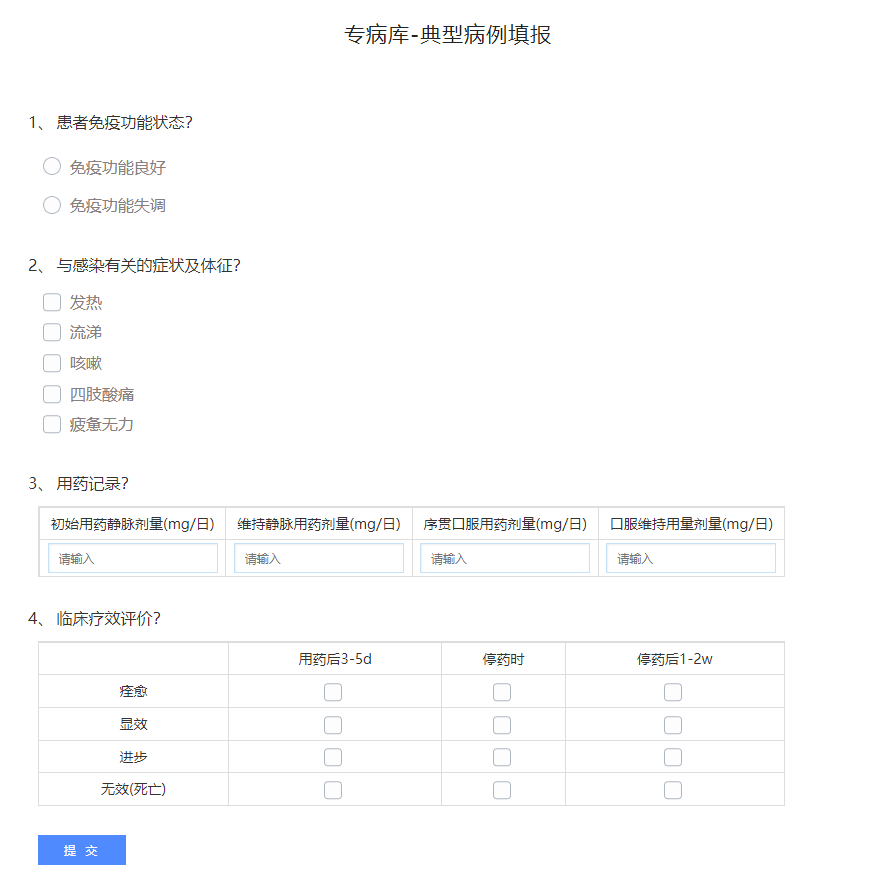 专病库-典型病例填报
1、 患者免疫功能状态?
免疫功能良好
免疫功能失调
2、 与感染有关的症状及体征?
发热
流涕
咳嗽
四肢酸痛
疲惫无力
3、 用药记录?
初始用药静脉剂量(mg/日) 维持静脉用药剂量(mg/日) 序贯口服用药剂量(mg/日) 口服维持用量剂量(mg/日)
请输入 请输入 请输入 请输入
4、 临床疗效评价?
用药后3-5d 停药时 停药后1-2w
痊愈
显效
进步
无效(死亡)
提 交